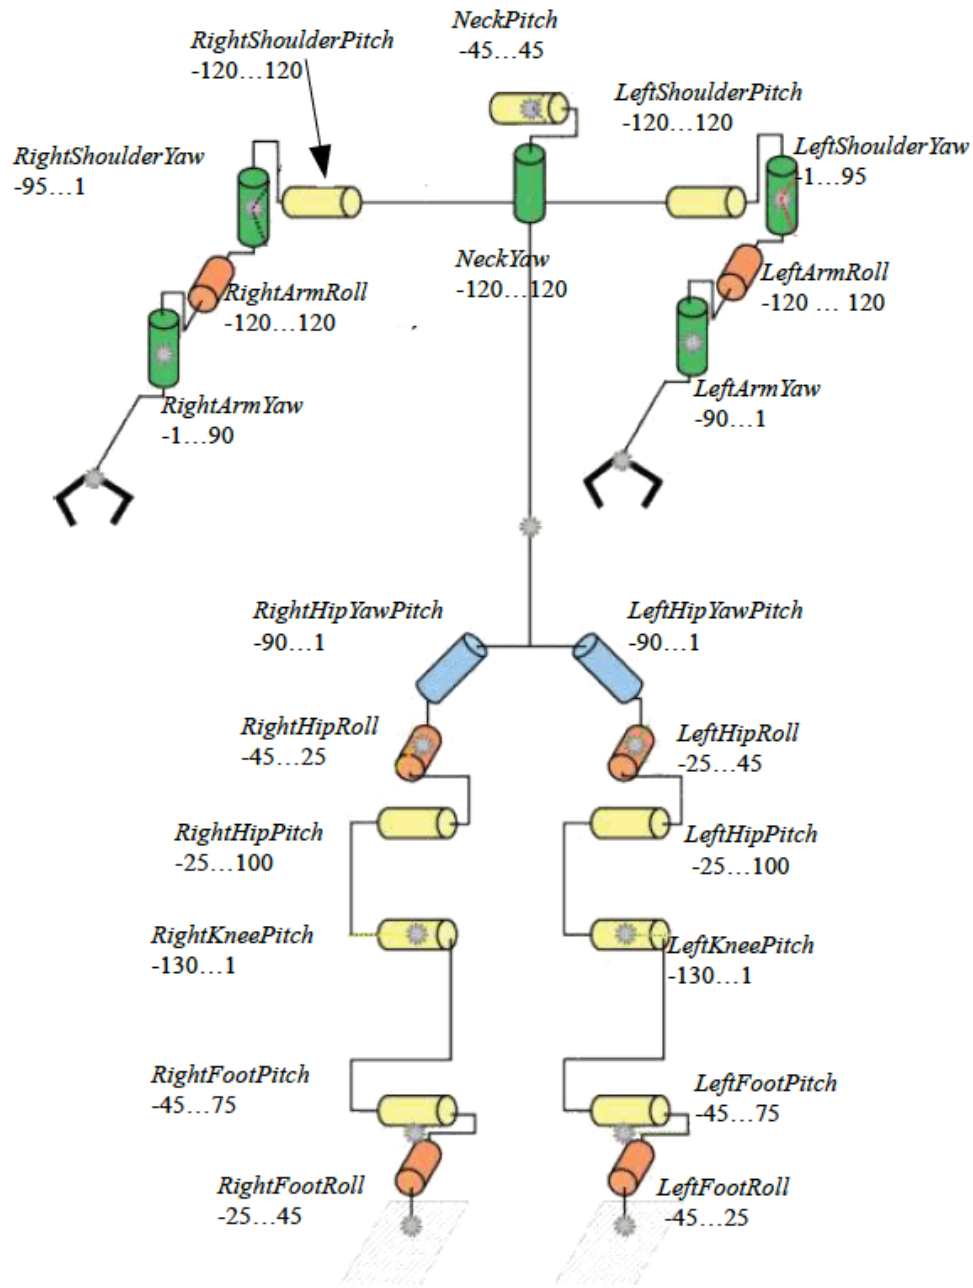 NeckPitch
-45…45
RightShoulderPitch
-120…120
LeftShoulderPitch
-120…120
RightShoulderYaw
-95…1
LeftShoulderYaw
-1…95
NeckYaw
-120…120
RightArmRoll
-120…120
LeftArmRoll
-120 … 120
RightArmYaw
-1…90
LeftArmYaw
-90…1
RightHipYawPitch
-90…1
LeftHipYawPitch
-90…1
RightHipRoll
-45…25
LeftHipRoll
-25…45
RightHipPitch
-25…100
LeftHipPitch
-25…100
RightKneePitch
-130…1
LeftKneePitch
-130…1
RightFootPitch
-45…75
LeftFootPitch
-45…75
RightFootRoll
-25…45
LeftFootRoll
-45…25